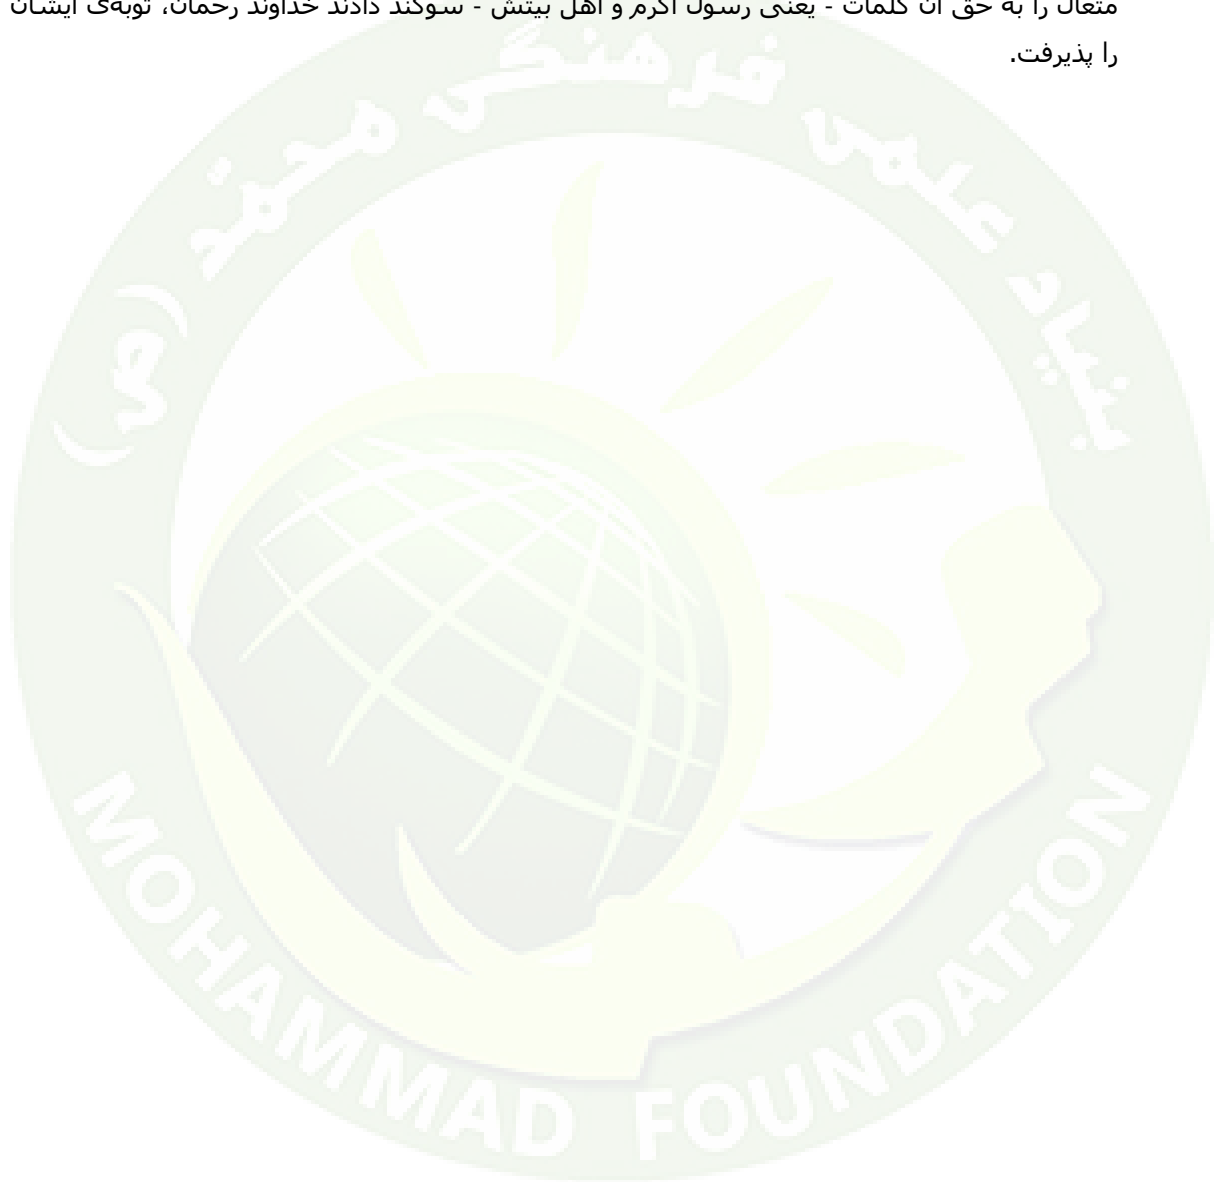 متعال را به حق آن کلمات - یعنی رسول اکرم و اهل بیتش - سوگند دادند خداوند رحمان، توبه‌ی ایشان
را پذیرفت.
بنیاد علمی فرهنگی محمّد (ص)
MOHAMMAD FOUNDATION